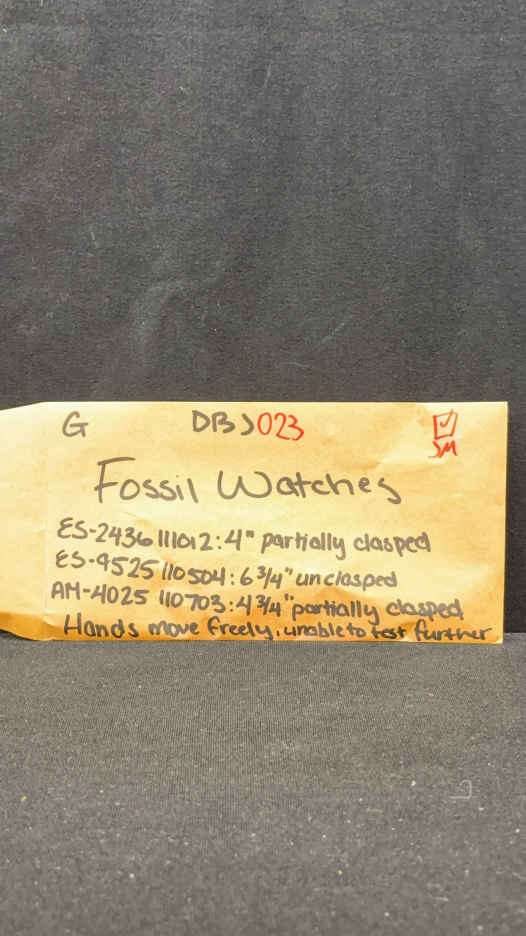 G DBJ023 ☑
SM
Fossil Watches
ES-2436 111012: 4" partially clasped
ES-9525 110504: 6 3/4" unclasped
AM-4025 110703: 4 3/4" partially clasped
Hands move freely, unable to test further